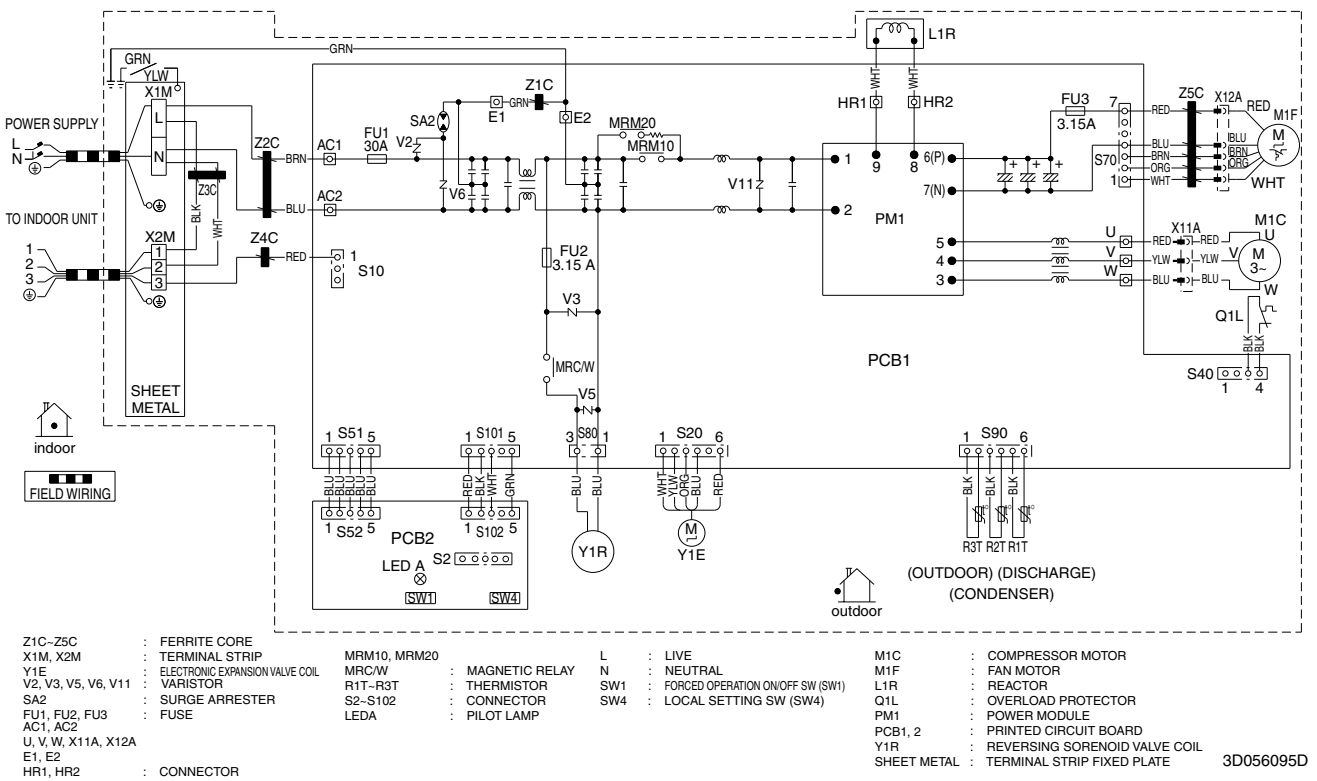 GRN
L1R
GRN
YLW
X1M
L
N
POWER SUPPLY
L
N
Z3C
BLK
WHT
TO INDOOR UNIT
1
2
3
X2M
1
2
3
SHEET
METAL
indoor
FIELD WIRING
Z2C
BRN
BLU
Z4C
RED
AC1
AC2
1
S10
FU1
30A
SA2
V2
E1
GRN
Z1C
E2
V6
MRM20
MRM10
V11
FU2
3.15 A
V3
MRC/W
V5
WHT
WHT
HR1
HR2
1
2
9
8
6(P)
7(N)
PM1
5
4
3
FU3
3.15A
7
S70
1
Z5C
X12A
RED
BLU
BRN
ORG
WHT
RED
BLU
BRN
ORG
WHT
M1F
M
U
V
W
RED
YLW
BLU
X11A
RED
YLW
BLU
M1C
U
V
W
M
3~
Q1L
BLK
BLK
S40
1 4
PCB1
1 S51 5
BLU
BLU
BLU
BLU
BLU
1 S52 5
1 S101 5
RED
BLK
WHT
GRN
1 S102 5
PCB2
S2
LED A
SW1
SW4
3 S80 1
BLU
BLU
Y1R
1 S20 6
WHT
YLW
ORG
BLU
RED
M
Y1E
1 S90 6
BLK
BLK
BLK
t°
t°
t°
R3T R2T R1T
(OUTDOOR) (DISCHARGE)
(CONDENSER)
outdoor
Z1C~Z5C : FERRITE CORE
X1M, X2M : TERMINAL STRIP
Y1E : ELECTRONIC EXPANSION VALVE COIL
V2, V3, V5, V6, V11 : VARISTOR
SA2 : SURGE ARRESTER
FU1, FU2, FU3 : FUSE
AC1, AC2
U, V, W, X11A, X12A
E1, E2
HR1, HR2 : CONNECTOR
MRM10, MRM20
MRC/W : MAGNETIC RELAY
R1T~R3T : THERMISTOR
S2~S102 : CONNECTOR
LEDA : PILOT LAMP
L : LIVE
N : NEUTRAL
SW1 : FORCED OPERATION ON/OFF SW (SW1)
SW4 : LOCAL SETTING SW (SW4)
M1C : COMPRESSOR MOTOR
M1F : FAN MOTOR
L1R : REACTOR
Q1L : OVERLOAD PROTECTOR
PM1 : POWER MODULE
PCB1, 2 : PRINTED CIRCUIT BOARD
Y1R : REVERSING SORENOID VALVE COIL
SHEET METAL : TERMINAL STRIP FIXED PLATE
3D056095D